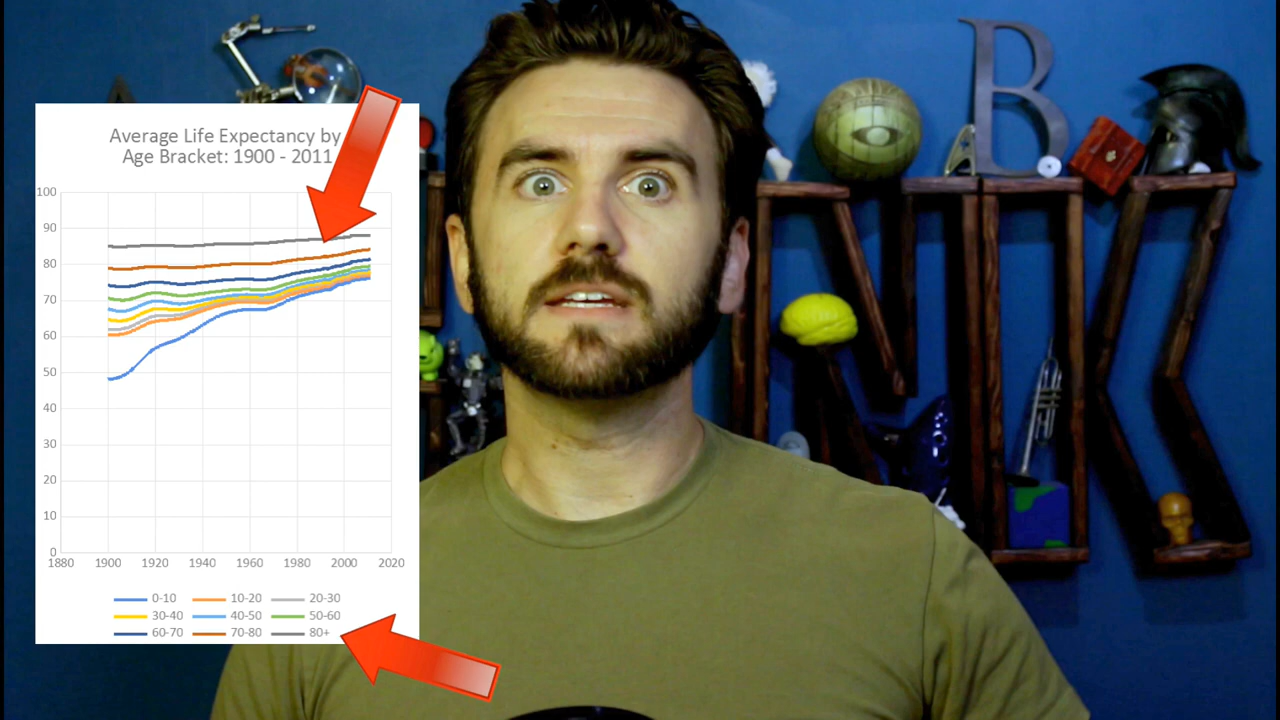 Average Life Expectancy by
Age Bracket: 1900 - 2011
100
90
80
70
60
50
40
30
20
10
0
1880 1900 1920 1940 1960 1980 2000 2020
0-10 10-20 20-30
30-40 40-50 50-60
60-70 70-80 80+
B